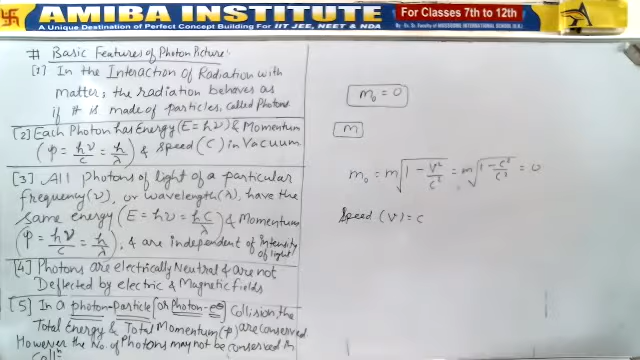 AMIBA INSTITUTE
For Classes 7th to 12th
A Unique Destination of Perfect Concept Building For IIT JEE, NEET & NDA
# Basic Features of Photon Picture:
[1] In the Interaction of Radiation with
matter, the radiation behaves as
if it is made of particles, called Photons
[2] Each Photon has Energy (E = hν) & Momentum
(p = hν/c = h/λ) & speed (C) in Vacuum
[3] All photons of light of a particular
frequency (ν), or wavelength (λ), have the
same energy (E = hν = hc/λ) & Momentum
(p = hν/c = h/λ), & are independent of Intensity
of light
[4] Photons are electrically Neutral & are not
Deflected by electric & Magnetic fields
[5] In a photon-particle [or Photon-e⊖] Collision, the
Total Energy & Total Momentum (p) are conserved
However the No. of Photons may not be conserved in
m₀ = 0
m
m₀ = m√(1 − V²/C²) = m√(1 − C²/C²) = 0
Speed (V) = C